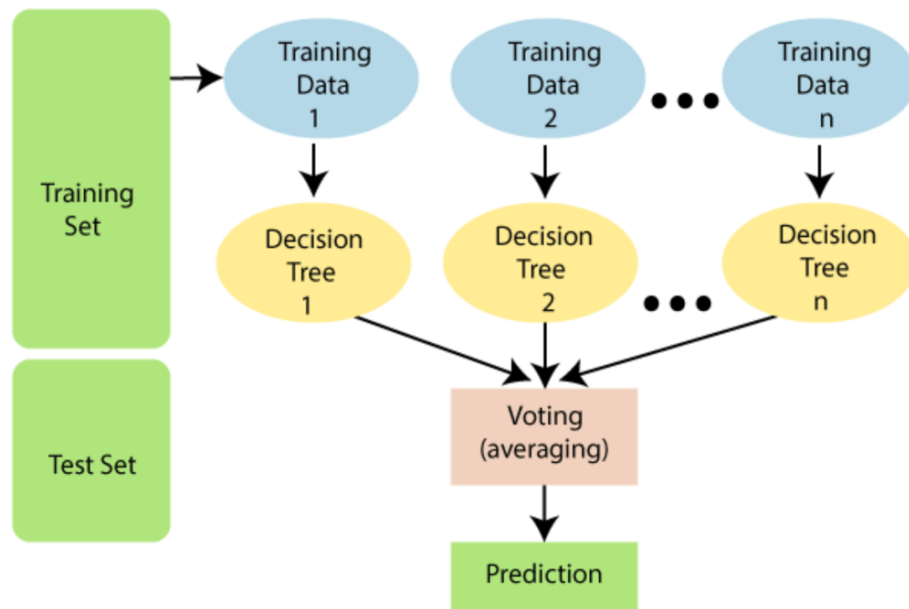 Training
Set
Training
Data
1
Training
Data
2
Training
Data
n
Decision
Tree
1
Decision
Tree
2
Decision
Tree
n
Test Set
Voting
(averaging)
Prediction